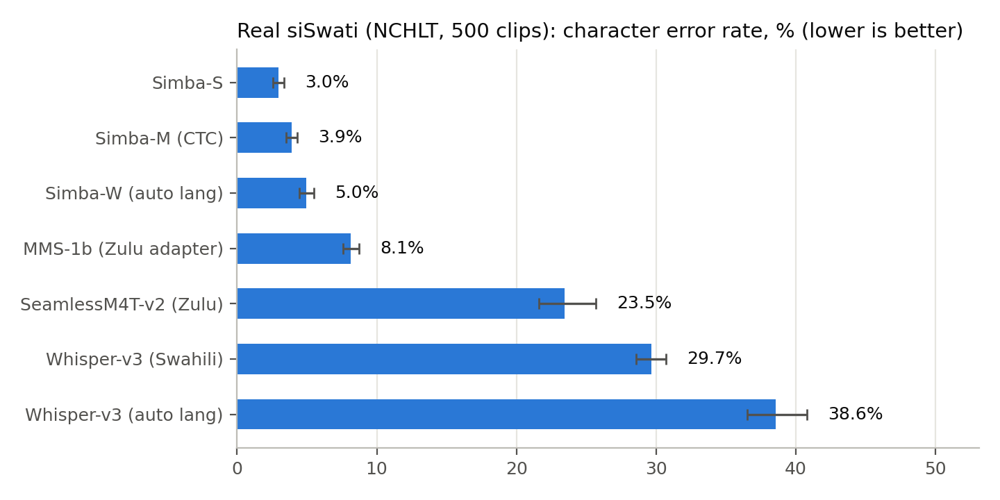 Real siSwati (NCHLT, 500 clips): character error rate, % (lower is better)
Simba-S 3.0%
Simba-M (CTC) 3.9%
Simba-W (auto lang) 5.0%
MMS-1b (Zulu adapter) 8.1%
SeamlessM4T-v2 (Zulu) 23.5%
Whisper-v3 (Swahili) 29.7%
Whisper-v3 (auto lang) 38.6%
0 10 20 30 40 50